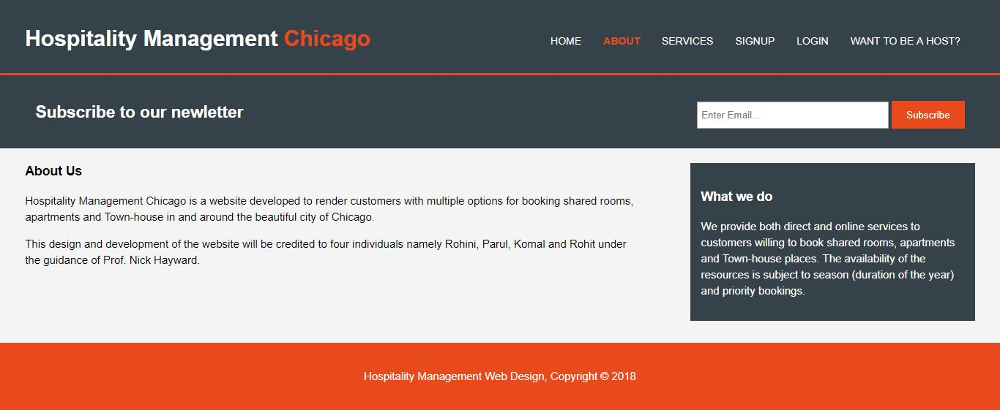 Hospitality Management Chicago
HOME ABOUT SERVICES SIGNUP LOGIN WANT TO BE A HOST?
Subscribe to our newletter
Enter Email...
Subscribe
About Us
Hospitality Management Chicago is a website developed to render customers with multiple options for booking shared rooms,
apartments and Town-house in and around the beautiful city of Chicago.
This design and development of the website will be credited to four individuals namely Rohini, Parul, Komal and Rohit under
the guidance of Prof. Nick Hayward.
What we do
We provide both direct and online services to
customers willing to book shared rooms, apartments
and Town-house places. The availability of the
resources is subject to season (duration of the year)
and priority bookings.
Hospitality Management Web Design, Copyright © 2018